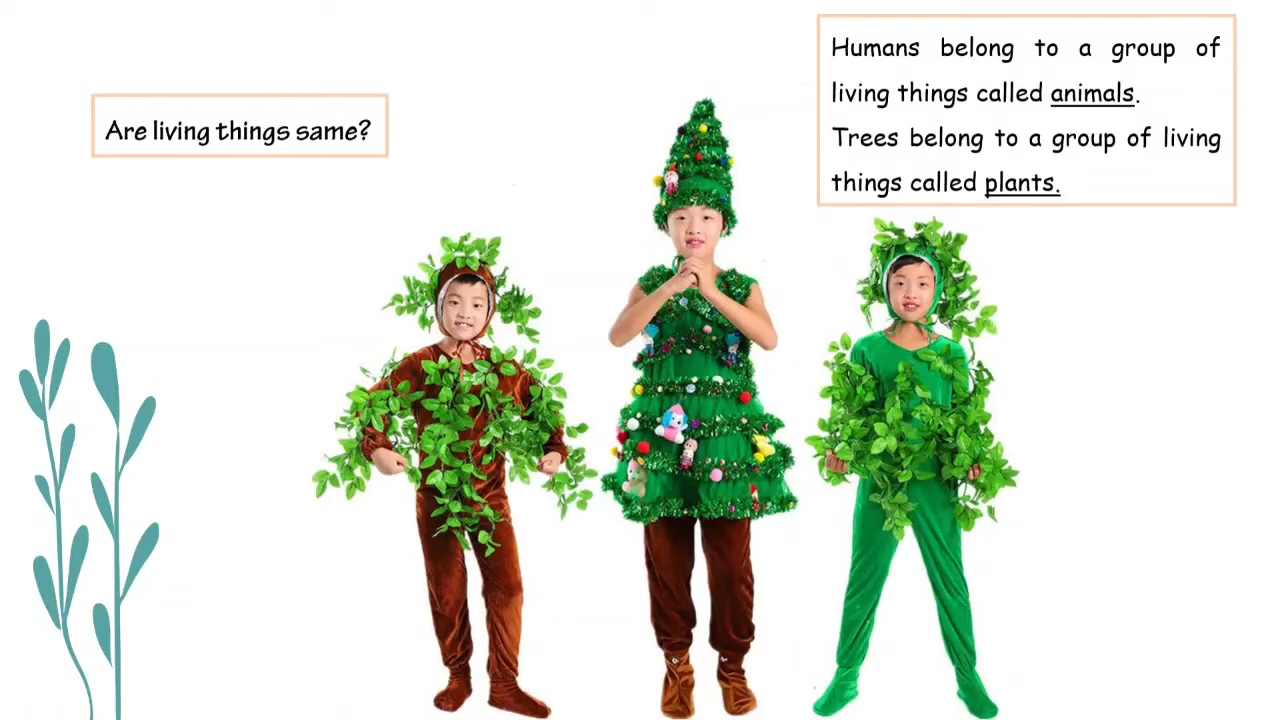 Are living things same?
Humans belong to a group of
living things called animals.
Trees belong to a group of living
things called plants.